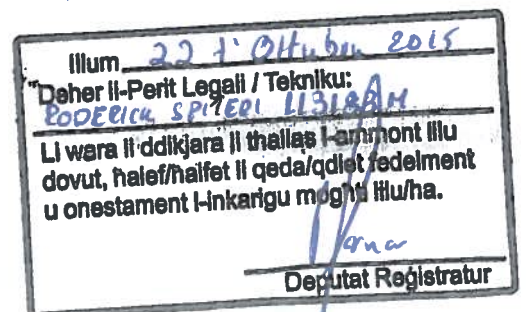 Illum 22 t' Ottubru 2015
Deher il-Perit Legali / Tekniku:
RODERICK SPITERI
Li wara li ddikjara li tħallas l-ammont lilu
dovut, ħalef/ħalfet li qeda/qdiet fedelment
u onestament l-inkarigu mogħti lilu/ha.
Deputat Reġistratur